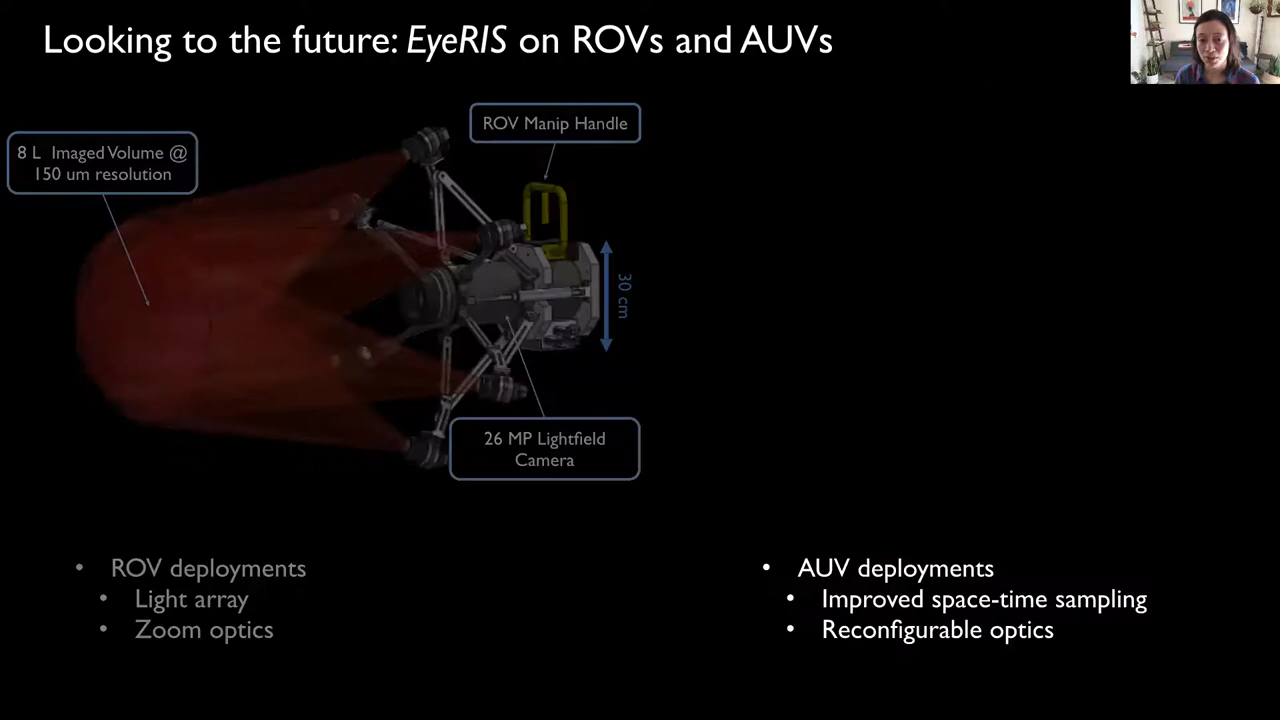 Looking to the future: EyeRIS on ROVs and AUVs
ROV Manip Handle
8 L Imaged Volume @
150 um resolution
30 cm
26 MP Lightfield
Camera
• ROV deployments
• Light array
• Zoom optics
• AUV deployments
• Improved space-time sampling
• Reconfigurable optics